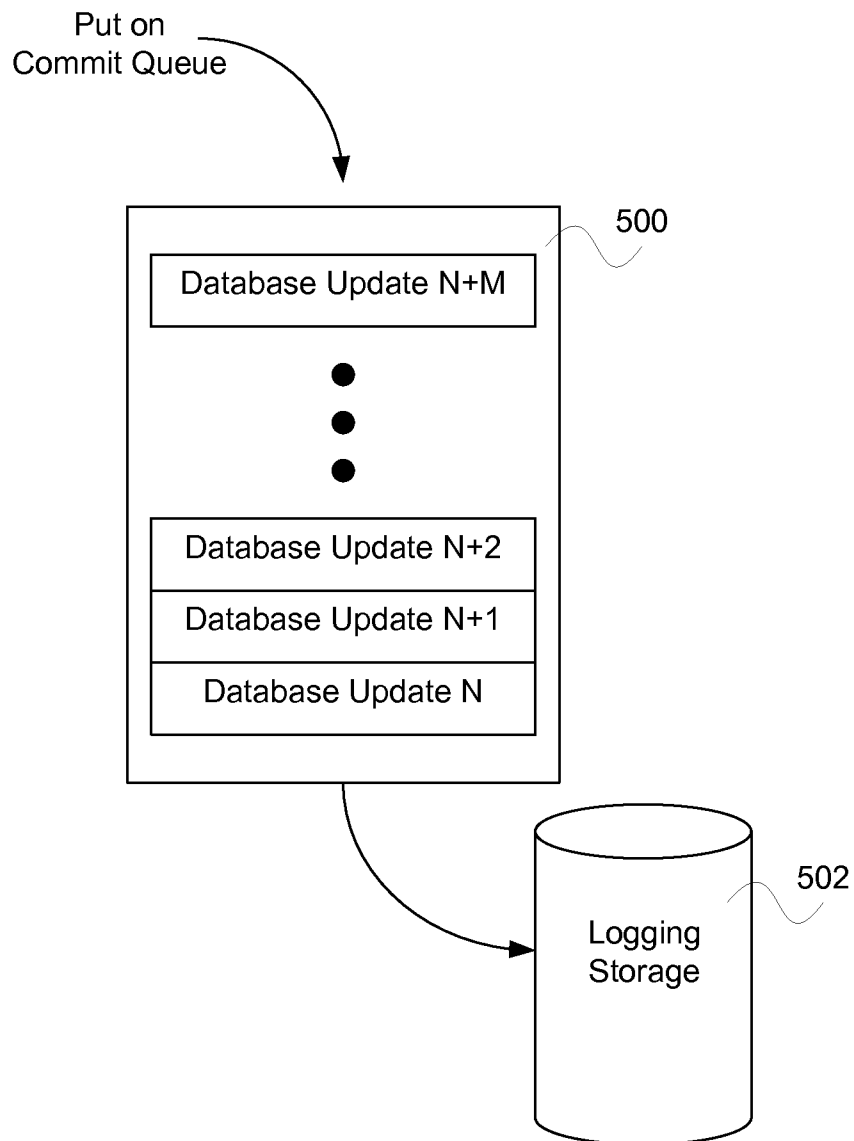 Put on
Commit Queue
500
Database Update N+M
Database Update N+2
Database Update N+1
Database Update N
502
Logging
Storage